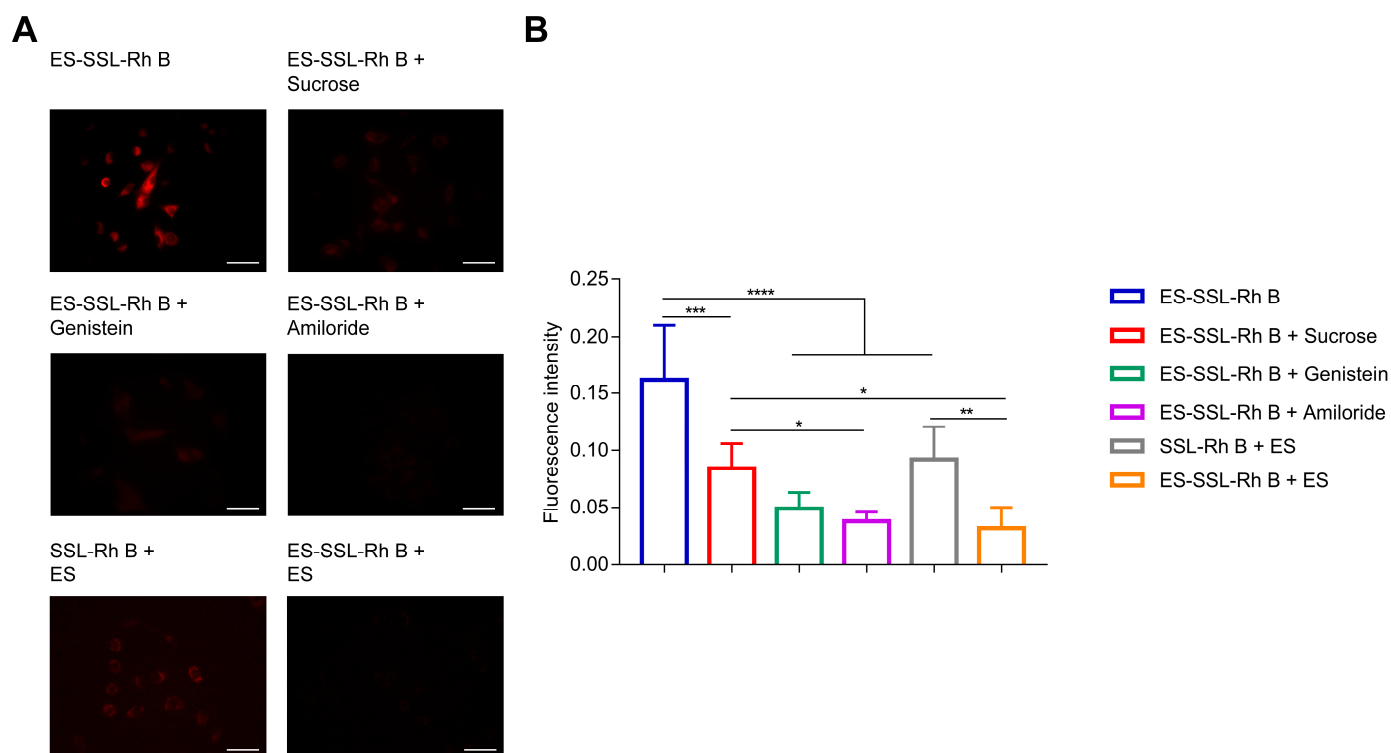 A
ES-SSL-Rh B
ES-SSL-Rh B +
Sucrose
ES-SSL-Rh B +
Genistein
ES-SSL-Rh B +
Amiloride
SSL-Rh B +
ES
ES-SSL-Rh B +
ES
B
Fluorescence intensity
0.25
0.20
0.15
0.10
0.05
0.00
****
***
*
*
**
ES-SSL-Rh B
ES-SSL-Rh B + Sucrose
ES-SSL-Rh B + Genistein
ES-SSL-Rh B + Amiloride
SSL-Rh B + ES
ES-SSL-Rh B + ES